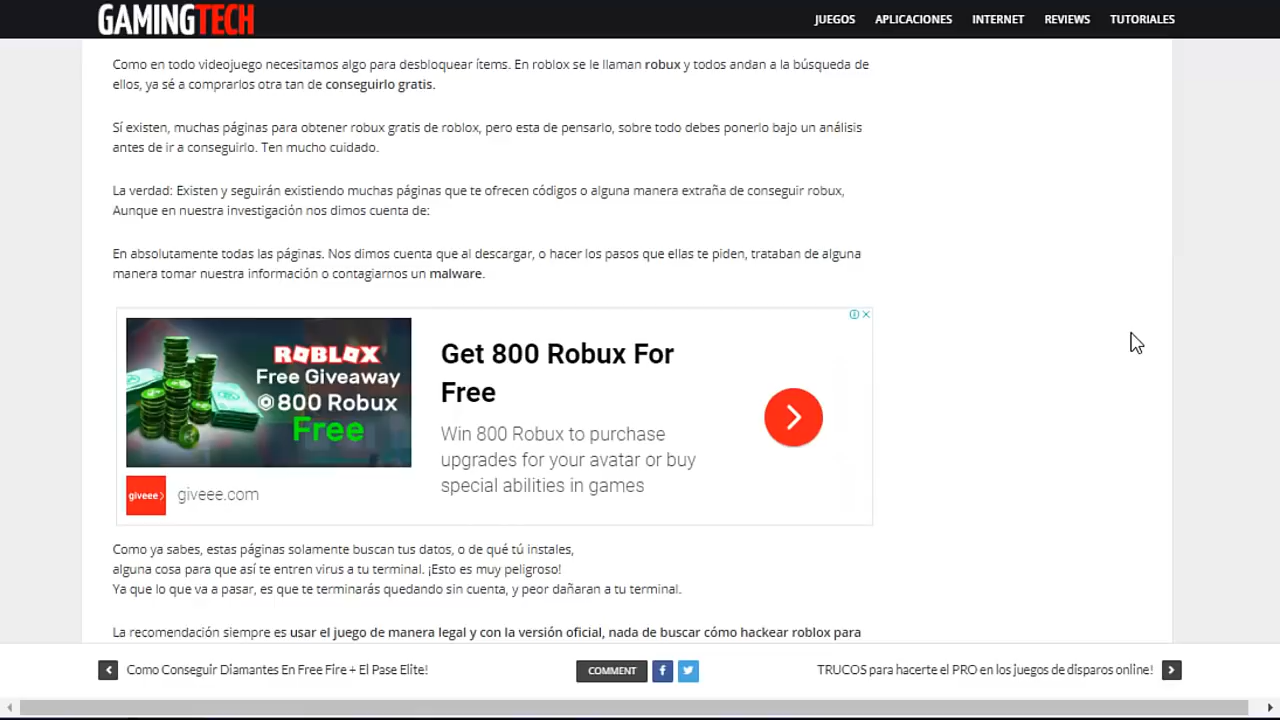 GAMINGTECH
JUEGOS APLICACIONES INTERNET REVIEWS TUTORIALES
Como en todo videojuego necesitamos algo para desbloquear ítems. En roblox se le llaman robux y todos andan a la búsqueda de
ellos, ya sé a comprarlos otra tan de conseguirlo gratis.
Sí existen, muchas páginas para obtener robux gratis de roblox, pero esta de pensarlo, sobre todo debes ponerlo bajo un análisis
antes de ir a conseguirlo. Ten mucho cuidado.
La verdad: Existen y seguirán existiendo muchas páginas que te ofrecen códigos o alguna manera extraña de conseguir robux,
Aunque en nuestra investigación nos dimos cuenta de:
En absolutamente todas las páginas. Nos dimos cuenta que al descargar, o hacer los pasos que ellas te piden, trataban de alguna
manera tomar nuestra información o contagiarnos un malware.
ROBLOX
Free Giveaway
800 Robux
Free
giveee
giveee.com
Get 800 Robux For
Free
Win 800 Robux to purchase
upgrades for your avatar or buy
special abilities in games
Como ya sabes, estas páginas solamente buscan tus datos, o de qué tú instales,
alguna cosa para que así te entren virus a tu terminal. ¡Esto es muy peligroso!
Ya que lo que va a pasar, es que te terminarás quedando sin cuenta, y peor dañaran a tu terminal.
La recomendación siempre es usar el juego de manera legal y con la versión oficial, nada de buscar cómo hackear roblox para
Como Conseguir Diamantes En Free Fire + El Pase Elite!
COMMENT
TRUCOS para hacerte el PRO en los juegos de disparos online!